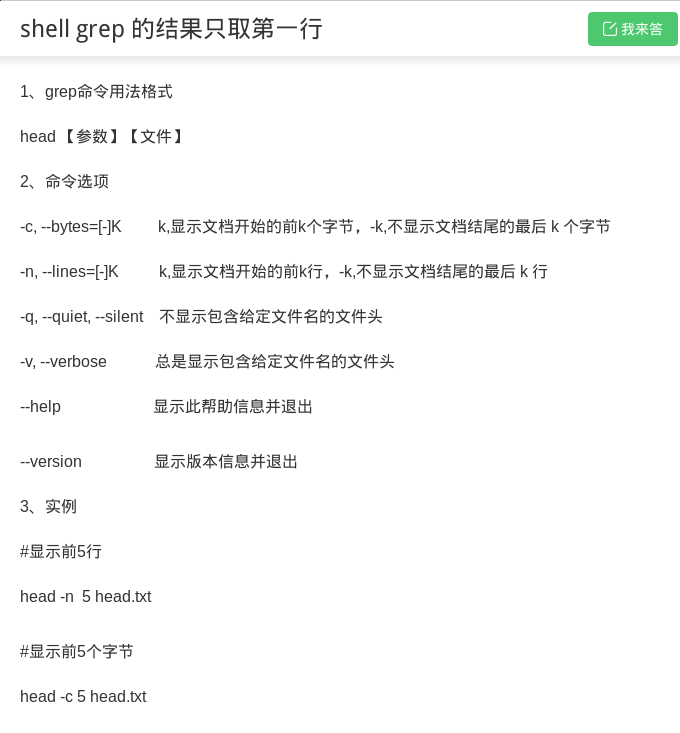 shell grep 的结果只取第一行
我来答
1、grep命令用法格式
head【参数】【文件】
2、命令选项
-c, --bytes=[-]K k,显示文档开始的前k个字节，-k,不显示文档结尾的最后 k 个字节
-n, --lines=[-]K k,显示文档开始的前k行，-k,不显示文档结尾的最后 k 行
-q, --quiet, --silent 不显示包含给定文件名的文件头
-v, --verbose 总是显示包含给定文件名的文件头
--help 显示此帮助信息并退出
--version 显示版本信息并退出
3、实例
#显示前5行
head -n  5 head.txt
#显示前5个字节
head -c 5 head.txt